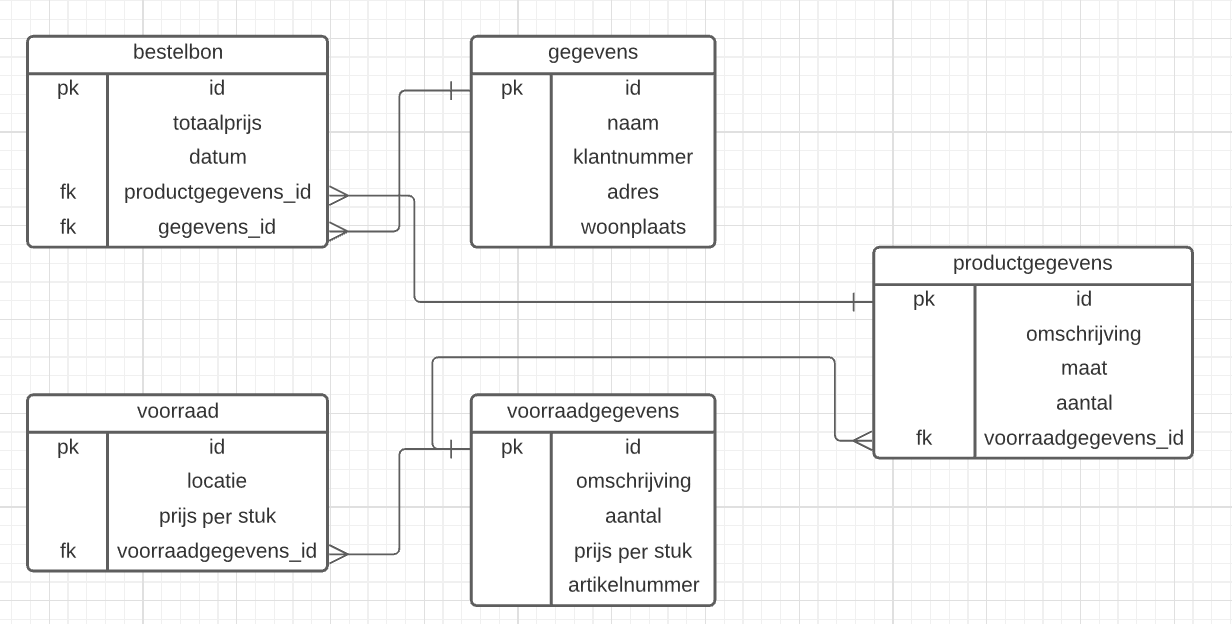 bestelbon
pk id
totaalprijs
datum
fk productgegevens_id
fk gegevens_id
gegevens
pk id
naam
klantnummer
adres
woonplaats
productgegevens
pk id
omschrijving
maat
aantal
fk voorraadgegevens_id
voorraad
pk id
locatie
prijs per stuk
fk voorraadgegevens_id
voorraadgegevens
pk id
omschrijving
aantal
prijs per stuk
artikelnummer